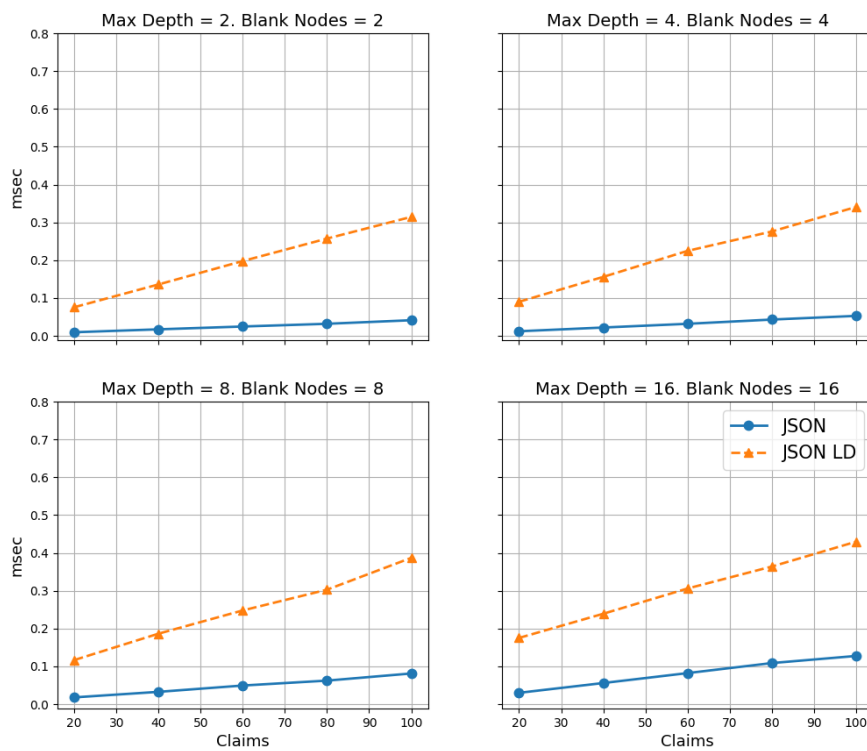 Max Depth = 2. Blank Nodes = 2
Max Depth = 4. Blank Nodes = 4
0.8
0.7
0.6
0.5
0.4
0.3
0.2
0.1
0.0
msec
Max Depth = 8. Blank Nodes = 8
Max Depth = 16. Blank Nodes = 16
0.8
0.7
0.6
0.5
0.4
0.3
0.2
0.1
0.0
msec
JSON
JSON LD
20 30 40 50 60 70 80 90 100
20 30 40 50 60 70 80 90 100
Claims
Claims